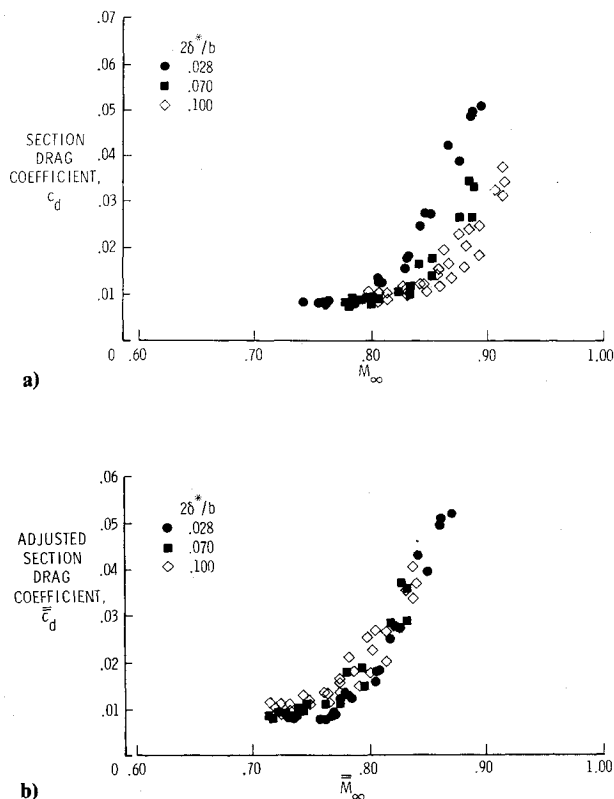 .07
.06
.05
.04
.03
.02
.01
0
2δ*/b
.028
.070
.100
SECTION
DRAG
COEFFICIENT,
c_d
.60
.70
.80
.90
1.00
M_∞
a)
.06
.05
.04
.03
.02
.01
0
2δ*/b
.028
.070
.100
ADJUSTED
SECTION
DRAG
COEFFICIENT,
c̿_d
.60
.70
.80
.90
1.00
M̿_∞
b)